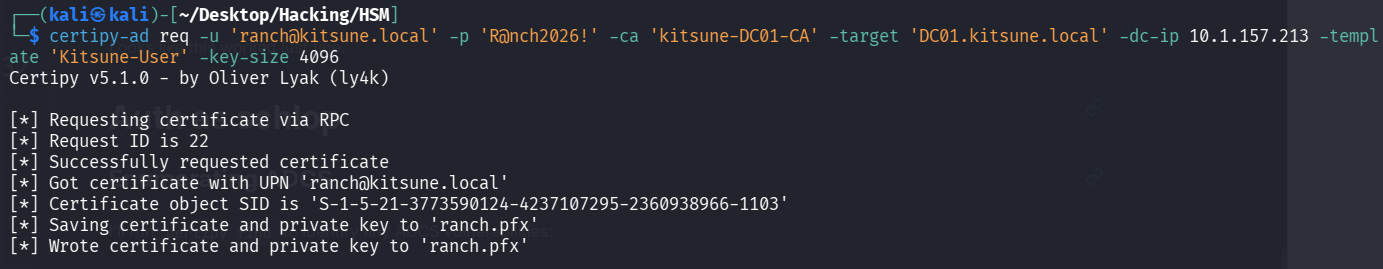 ┌──(kali㉿kali)-[~/Desktop/Hacking/HSM]
└─$ certipy-ad req -u 'ranch@kitsune.local' -p 'R@nch2026!' -ca 'kitsune-DC01-CA' -target 'DC01.kitsune.local' -dc-ip 10.1.157.213 -templ
ate 'Kitsune-User' -key-size 4096
Certipy v5.1.0 - by Oliver Lyak (ly4k)
[*] Requesting certificate via RPC
[*] Request ID is 22
[*] Successfully requested certificate
[*] Got certificate with UPN 'ranch@kitsune.local'
[*] Certificate object SID is 'S-1-5-21-3773590124-4237107295-2360938966-1103'
[*] Saving certificate and private key to 'ranch.pfx'
[*] Wrote certificate and private key to 'ranch.pfx'